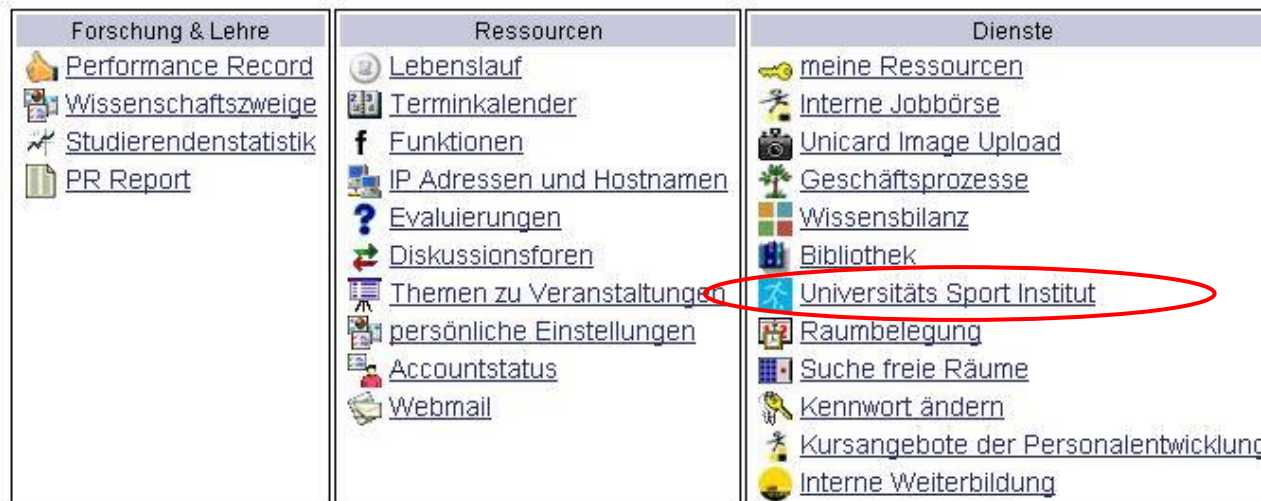 Forschung & Lehre
Performance Record
Wissenschaftszweige
Studierendenstatistik
PR Report
Ressourcen
Lebenslauf
Terminkalender
Funktionen
IP Adressen und Hostnamen
Evaluierungen
Diskussionsforen
Themen zu Veranstaltungen
persönliche Einstellungen
Accountstatus
Webmail
Dienste
meine Ressourcen
Interne Jobbörse
Unicard Image Upload
Geschäftsprozesse
Wissensbilanz
Bibliothek
Universitäts Sport Institut
Raumbelegung
Suche freie Räume
Kennwort ändern
Kursangebote der Personalentwicklung
Interne Weiterbildung